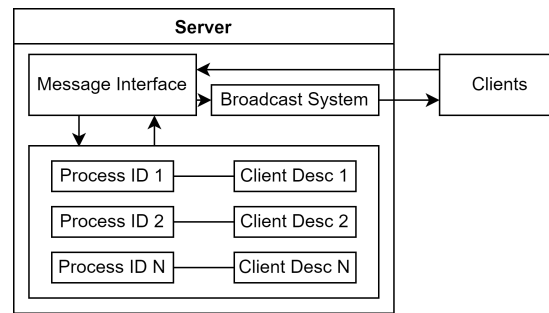 Server
Message Interface
Broadcast System
Clients
Process ID 1
Client Desc 1
Process ID 2
Client Desc 2
Process ID N
Client Desc N